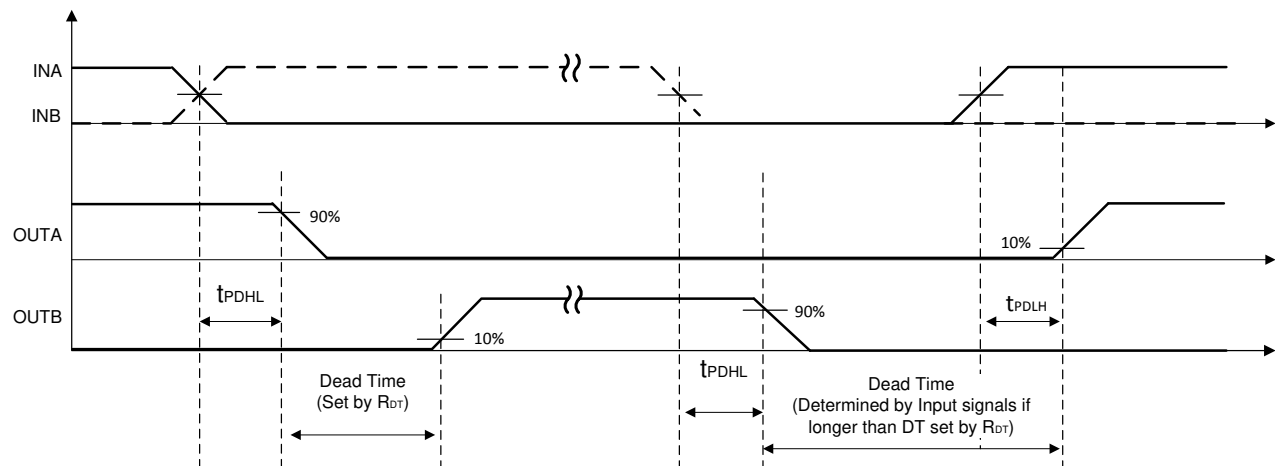 INA
INB
OUTA
90%
10%
OUTB
tPDHL
10%
90%
tPDLH
tPDHL
Dead Time
(Set by RDT)
Dead Time
(Determined by Input signals if
longer than DT set by RDT)